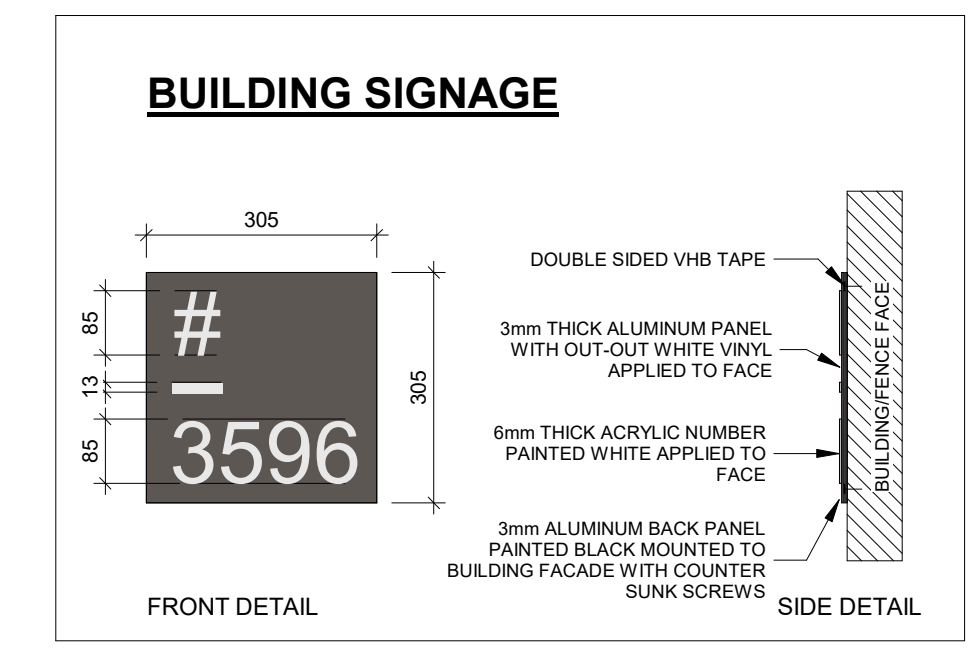 BUILDING SIGNAGE
305
85
13
85
305
#
3596
DOUBLE SIDED VHB TAPE
3mm THICK ALUMINUM PANEL
WITH OUT-OUT WHITE VINYL
APPLIED TO FACE
6mm THICK ACRYLIC NUMBER
PAINTED WHITE APPLIED TO
FACE
3mm ALUMINUM BACK PANEL
PAINTED BLACK MOUNTED TO
BUILDING FACADE WITH COUNTER
SUNK SCREWS
BUILDING/FENCE FACE
FRONT DETAIL
SIDE DETAIL